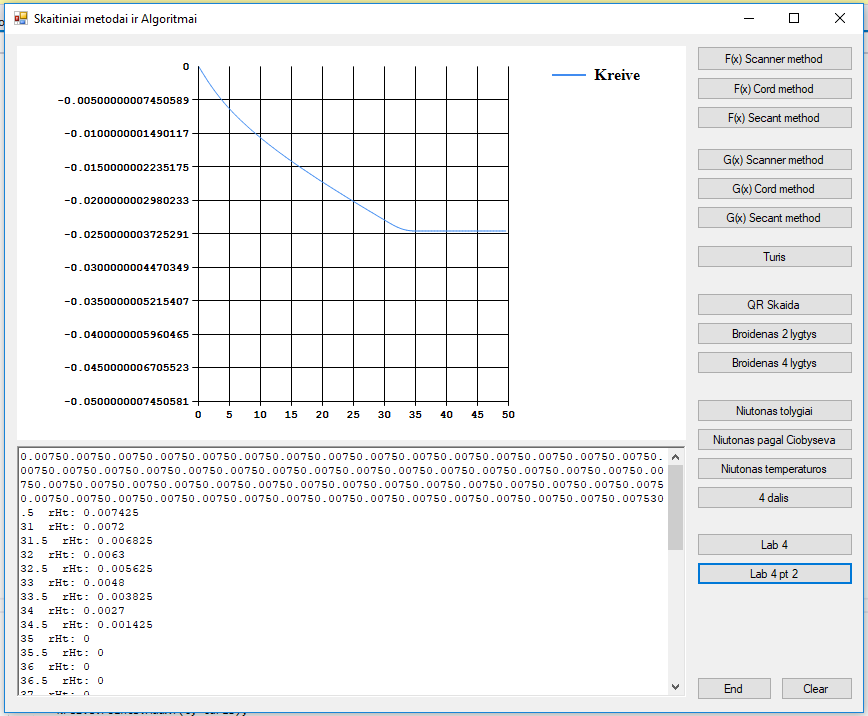 Skaitiniai metodai ir Algoritmai
0
-0.00500000007450589
-0.0100000001490117
-0.0150000002235175
-0.0200000002980233
-0.0250000003725291
-0.0300000004470349
-0.0350000005215407
-0.0400000005960465
-0.0450000006705523
-0.0500000007450581
0 5 10 15 20 25 30 35 40 45 50
Kreive
F(x) Scanner method
F(x) Cord method
F(x) Secant method
G(x) Scanner method
G(x) Cord method
G(x) Secant method
Turis
QR Skaida
Broidenas 2 lygtys
Broidenas 4 lygtys
Niutonas tolygiai
Niutonas pagal Ciobyseva
Niutonas temperaturos
4 dalis
Lab 4
Lab 4 pt 2
End
Clear
0.00750.00750.00750.00750.00750.00750.00750.00750.00750.00750.00750.00750.00750.00750.00750.
00750.00750.00750.00750.00750.00750.00750.00750.00750.00750.00750.00750.00750.00750.00750.00
750.00750.00750.00750.00750.00750.00750.00750.00750.00750.00750.00750.00750.00750.00750.0075
0.00750.00750.00750.00750.00750.00750.00750.00750.00750.00750.00750.00750.00750.00750.007530
.5  rHt: 0.007425
31  rHt: 0.0072
31.5  rHt: 0.006825
32  rHt: 0.0063
32.5  rHt: 0.005625
33  rHt: 0.0048
33.5  rHt: 0.003825
34  rHt: 0.0027
34.5  rHt: 0.001425
35  rHt: 0
35.5  rHt: 0
36  rHt: 0
36.5  rHt: 0
37  rHt: 0